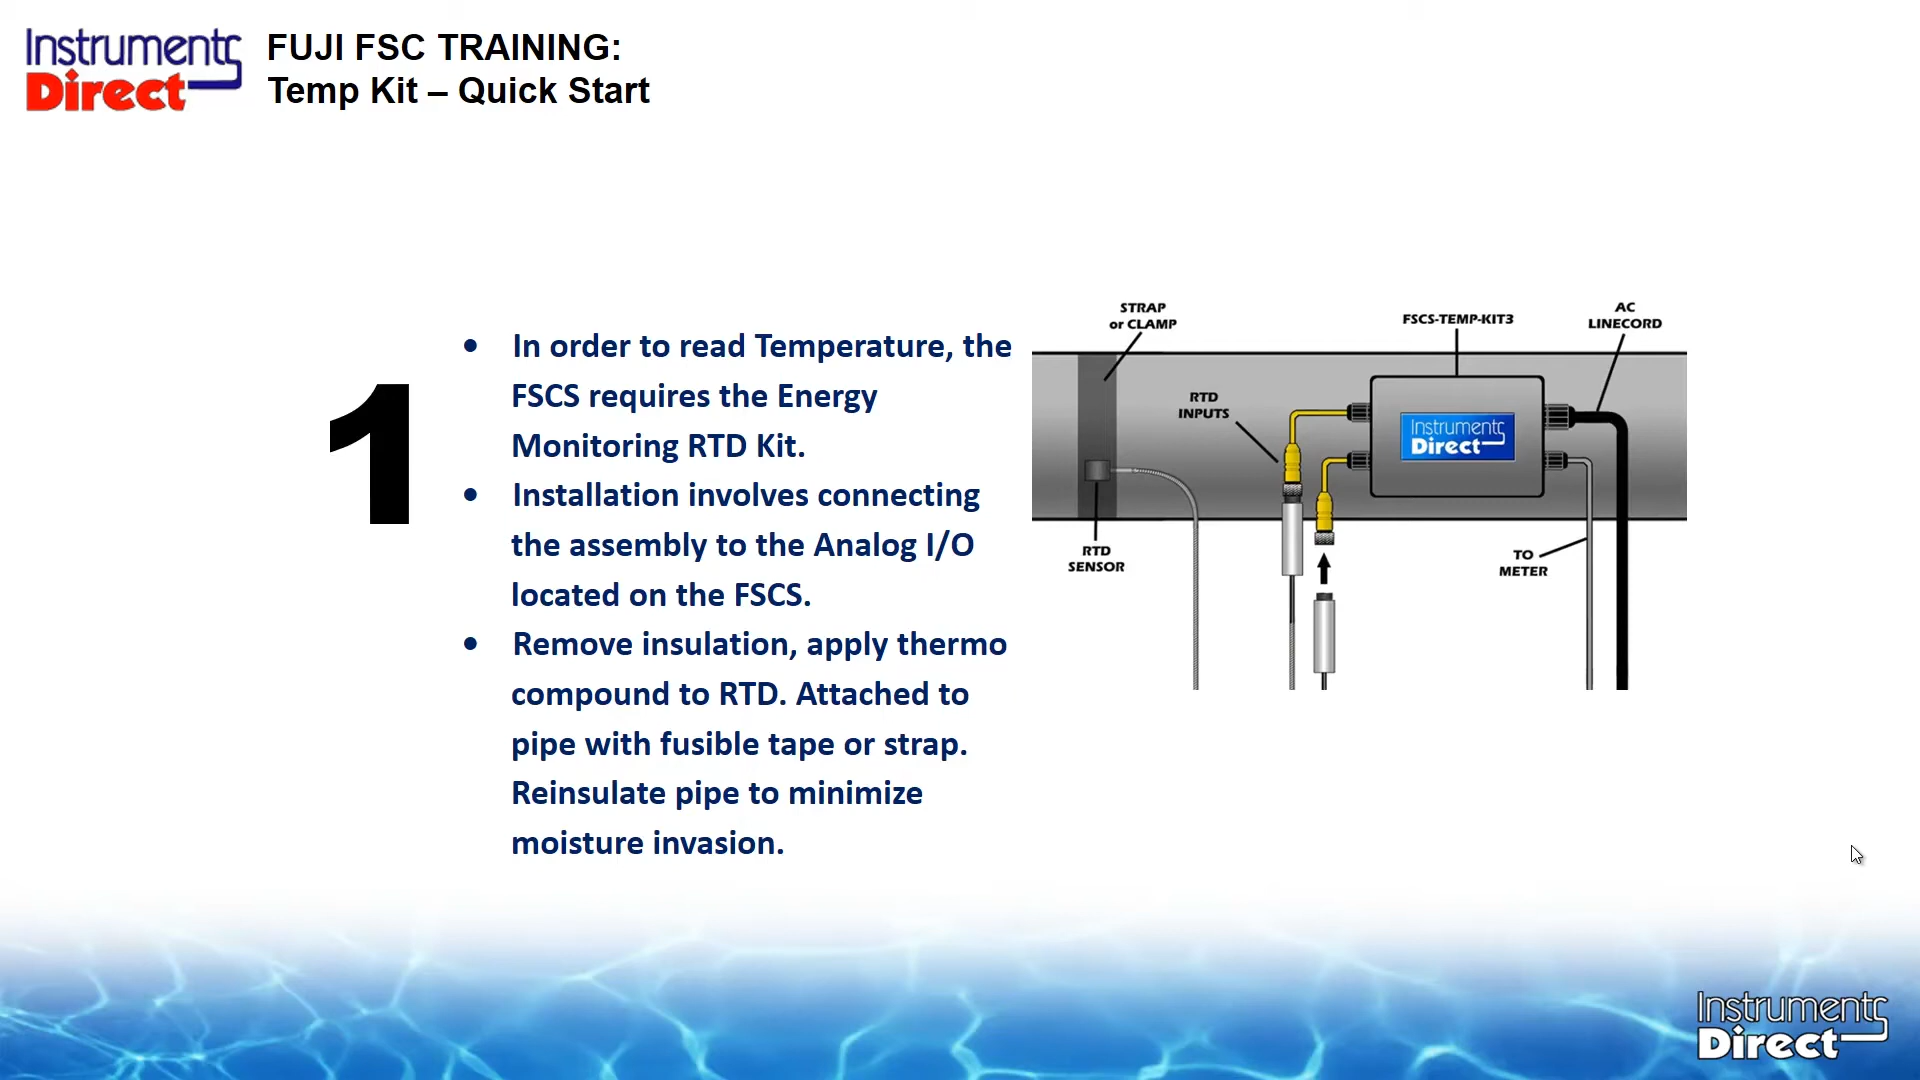 Instruments
Direct
FUJI FSC TRAINING:
Temp Kit – Quick Start
1
• In order to read Temperature, the
FSCS requires the Energy
Monitoring RTD Kit.
• Installation involves connecting
the assembly to the Analog I/O
located on the FSCS.
• Remove insulation, apply thermo
compound to RTD. Attached to
pipe with fusible tape or strap.
Reinsulate pipe to minimize
moisture invasion.
STRAP
or CLAMP
FSCS-TEMP-KIT3
AC
LINECORD
RTD
INPUTS
Instruments
Direct
RTD
SENSOR
TO
METER
Instruments
Direct